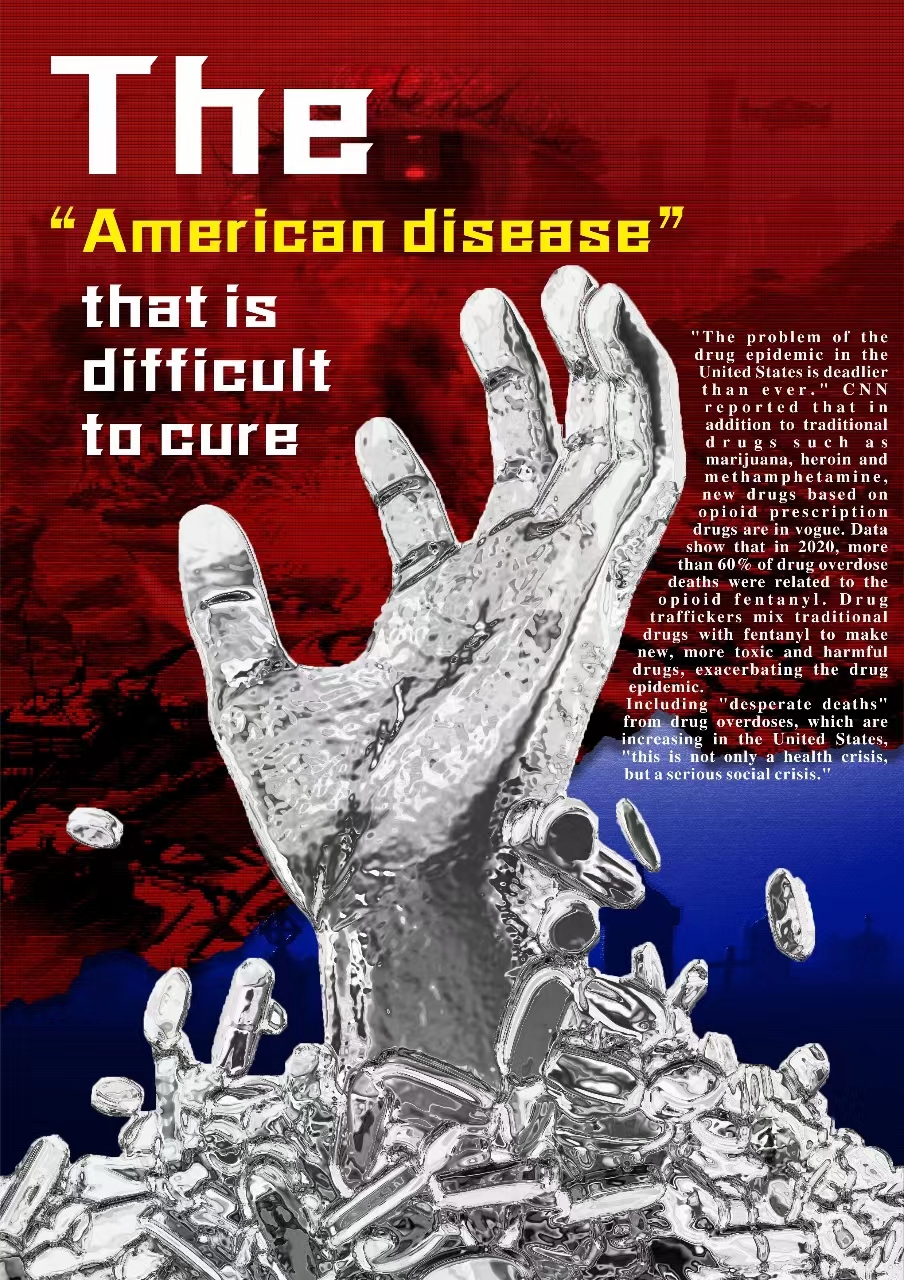 The
“American disease”
that is
difficult
to cure
"The problem of the
drug epidemic in the
United States is deadlier
than ever." CNN
reported that in
addition to traditional
drugs such as
marijuana, heroin and
methamphetamine,
new drugs based on
opioid prescription
drugs are in vogue. Data
show that in 2020, more
than 60% of drug overdose
deaths were related to the
opioid fentanyl. Drug
traffickers mix traditional
drugs with fentanyl to make
new, more toxic and harmful
drugs, exacerbating the drug
epidemic.
Including "desperate deaths"
from drug overdoses, which are
increasing in the United States,
"this is not only a health crisis,
but a serious social crisis."